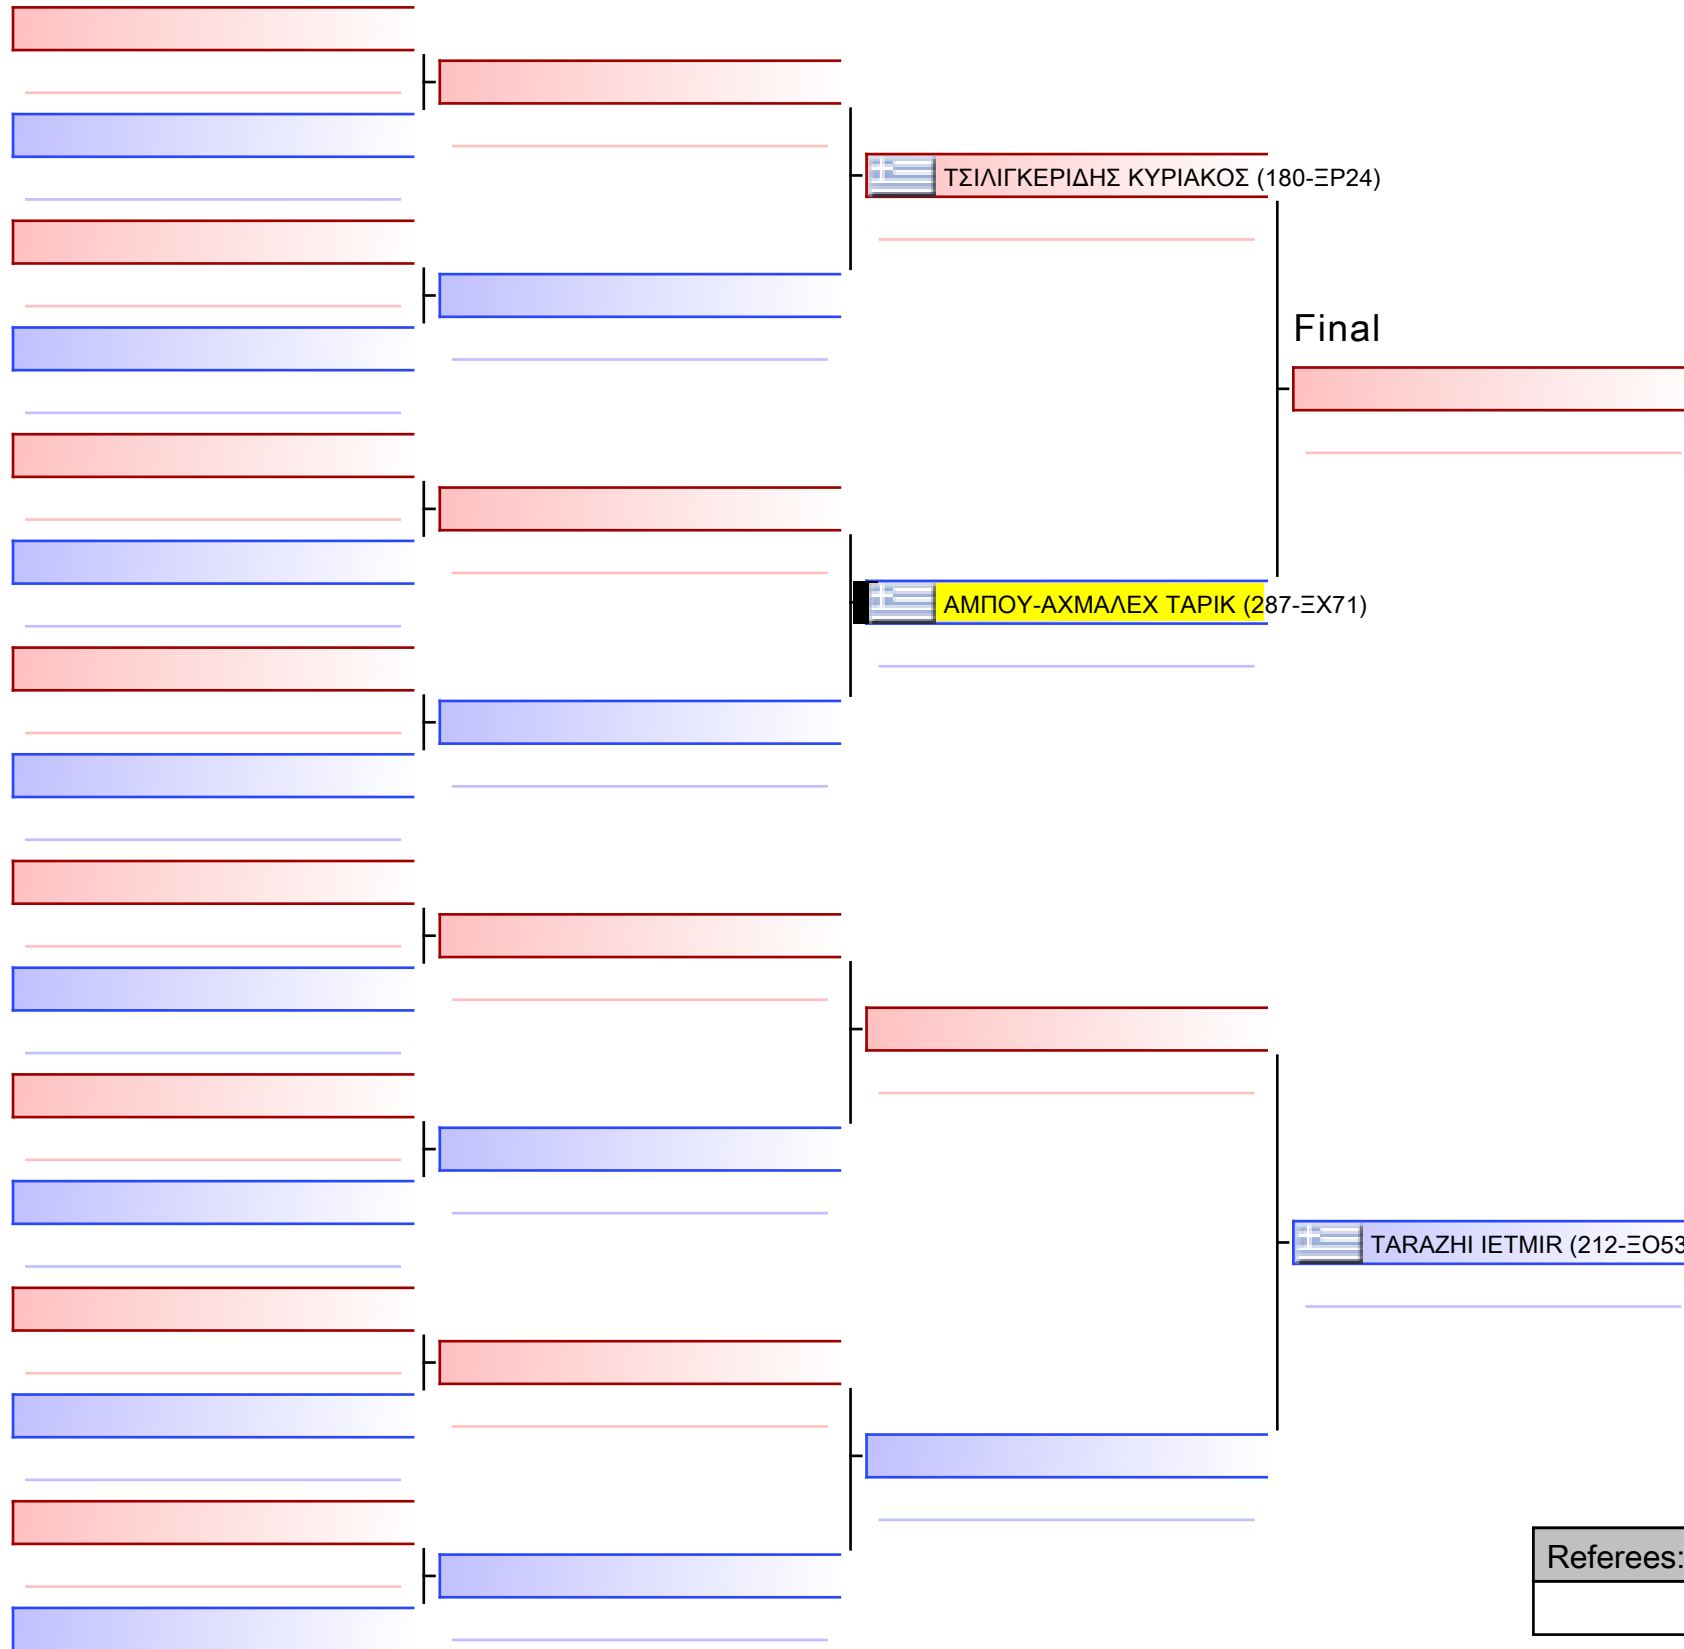 ΤΣΙΛΙΓΚΕΡΙΔΗΣ ΚΥΡΙΑΚΟΣ (180-ΞΡ24)
Final
ΑΜΠΟΥ-ΑΧΜΑΛΕΧ ΤΑΡΙΚ (287-ΞΧ71)
TARAZHI IETMIR (212-ΞΟ53
Referees: